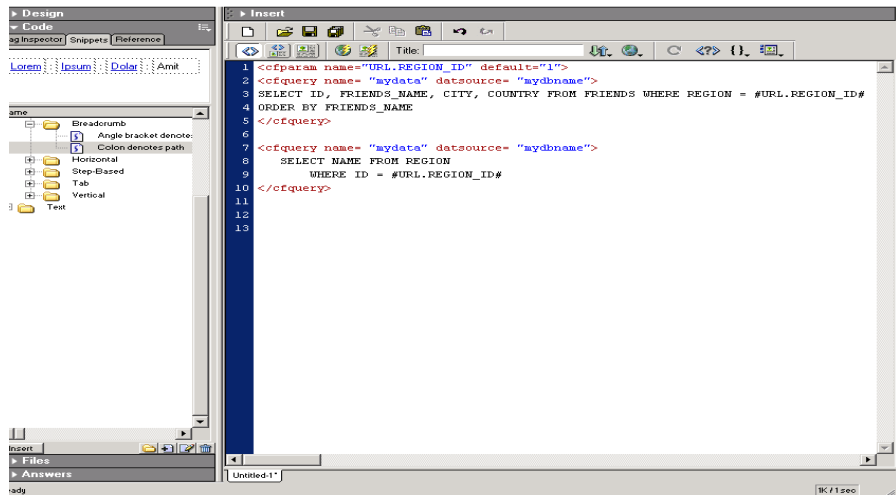 Design
Code
ag Inspector Snippets Reference
Lorem : Ipsum : Dolar : Amit
ame
Breadcrumb
Angle bracket denote:
Colon denotes path
Horizontal
Step-Based
Tab
Vertical
Text
Insert
Files
Answers
eady
Insert
Title:
1 <cfparam name="URL.REGION_ID" default="1">
2 <cfquery name= "mydata" datsource= "mydbname">
3 SELECT ID, FRIENDS_NAME, CITY, COUNTRY FROM FRIENDS WHERE REGION = #URL.REGION_ID#
4 ORDER BY FRIENDS_NAME
5 </cfquery>
6
7 <cfquery name= "mydata" datsource= "mydbname">
8 SELECT NAME FROM REGION
9 WHERE ID = #URL.REGION_ID#
10 </cfquery>
11
12
13
Untitled-1*
1K / 1 sec